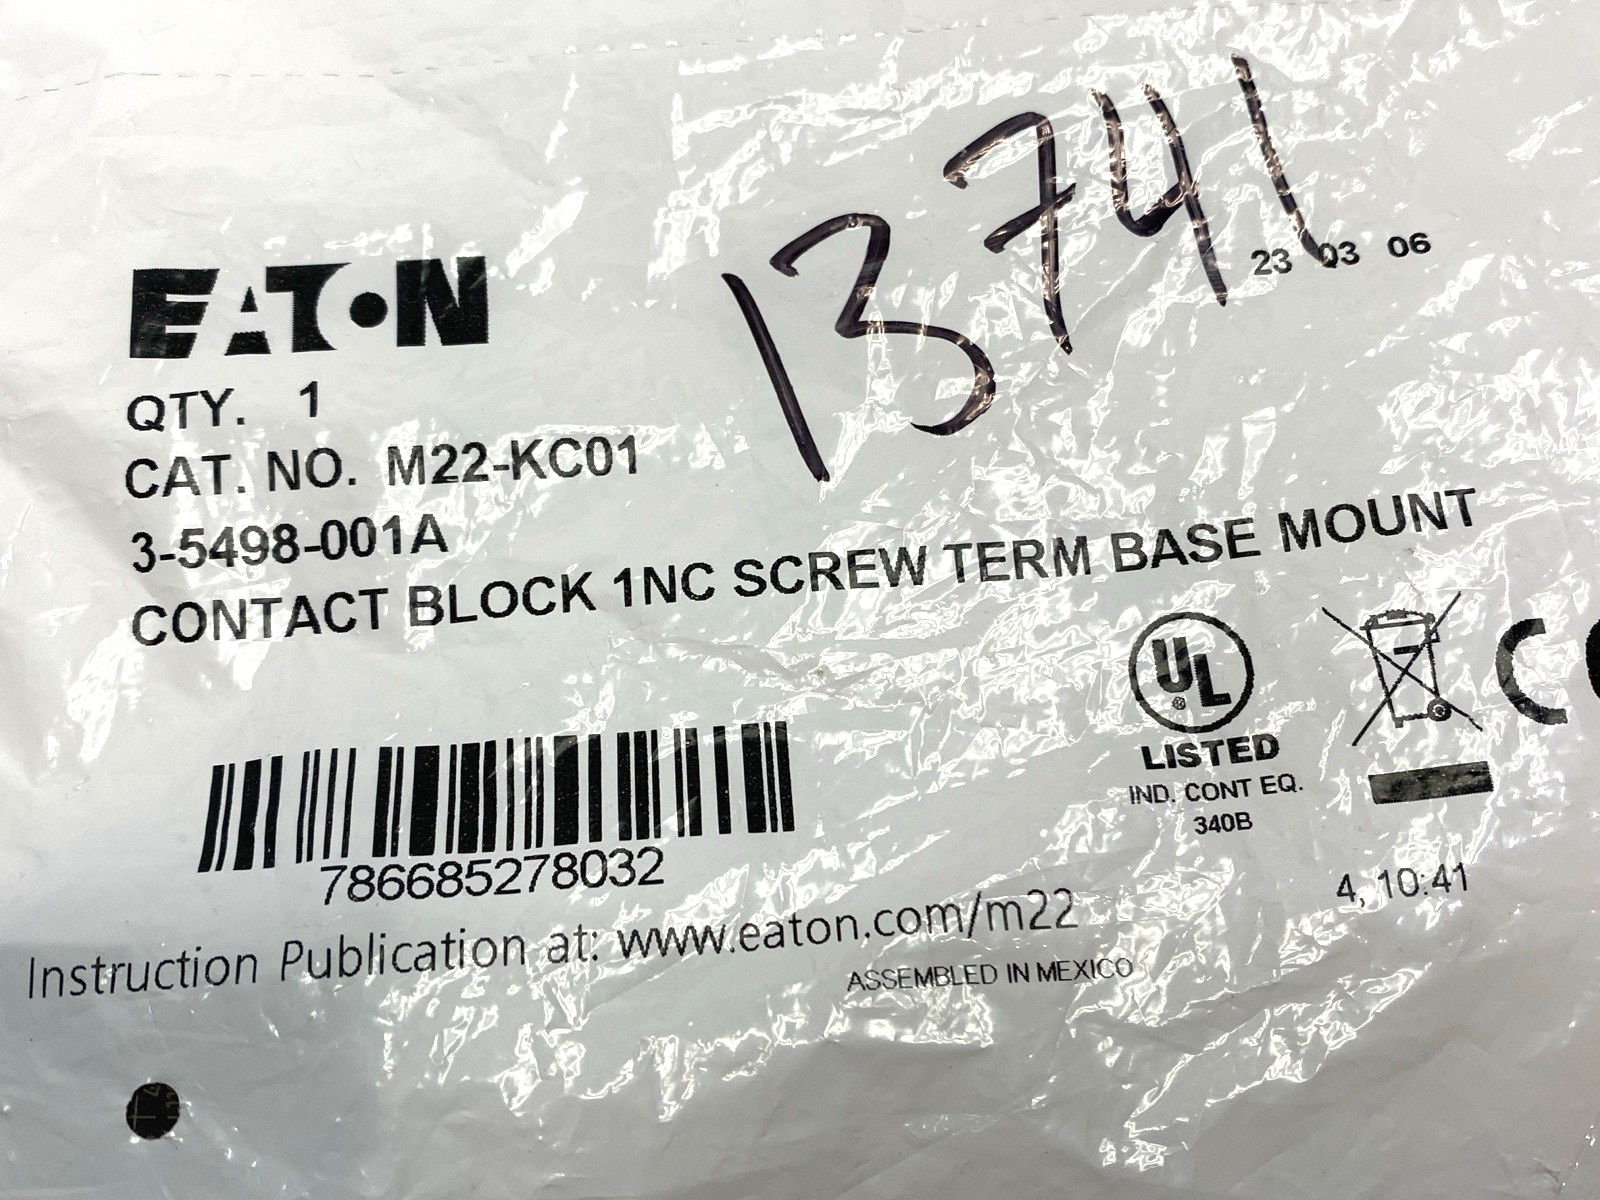 13741
23 03 06
EATON
QTY. 1
CAT. NO. M22-KC01
3-5498-001A
CONTACT BLOCK 1NC SCREW TERM BASE MOUNT
UL
LISTED
IND. CONT EQ.
340B
CE
786685278032
4, 10:41
Instruction Publication at: www.eaton.com/m22
ASSEMBLED IN MEXICO